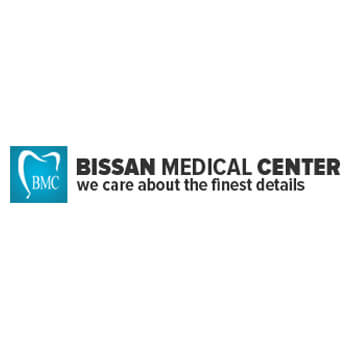 BMC
BISSAN MEDICAL CENTER
we care about the finest details